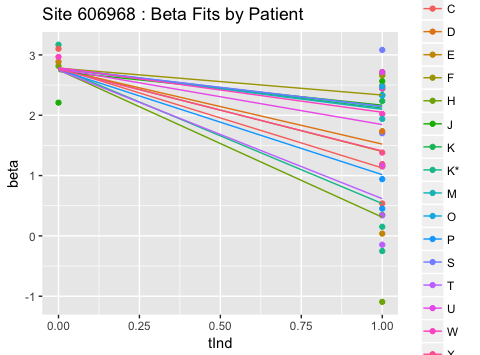 Site 606968 : Beta Fits by Patient
beta
3
2
1
0
-1
0.00 0.25 0.50 0.75 1.00
tInd
C
D
E
F
H
J
K
K*
M
O
P
S
T
U
W